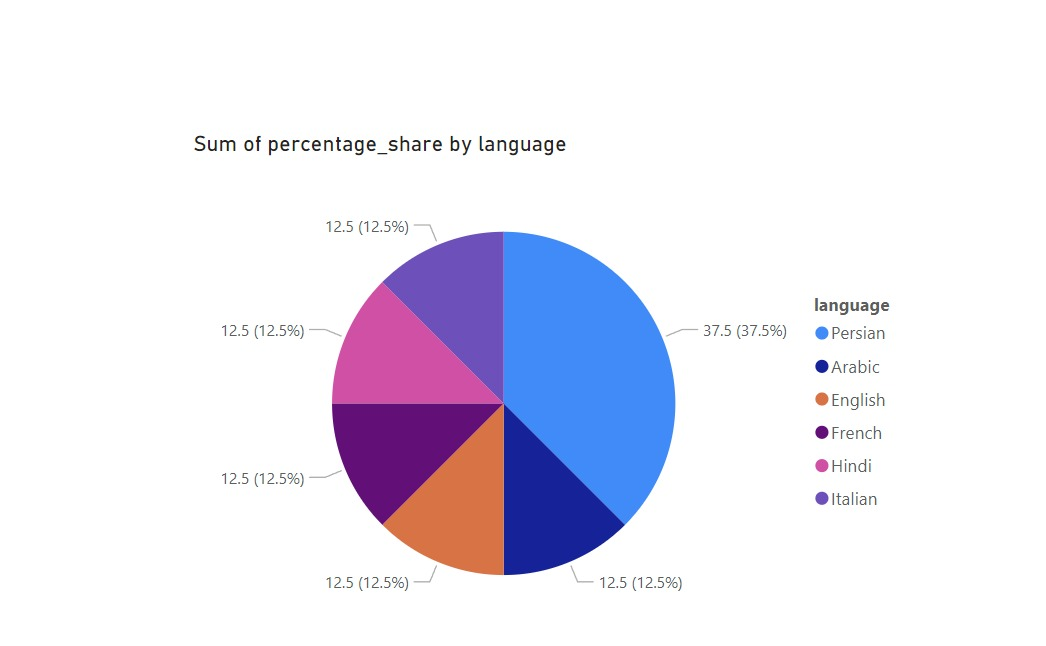 Sum of percentage_share by language
12.5 (12.5%)
12.5 (12.5%)
37.5 (37.5%)
12.5 (12.5%)
12.5 (12.5%)
12.5 (12.5%)
language
Persian
Arabic
English
French
Hindi
Italian